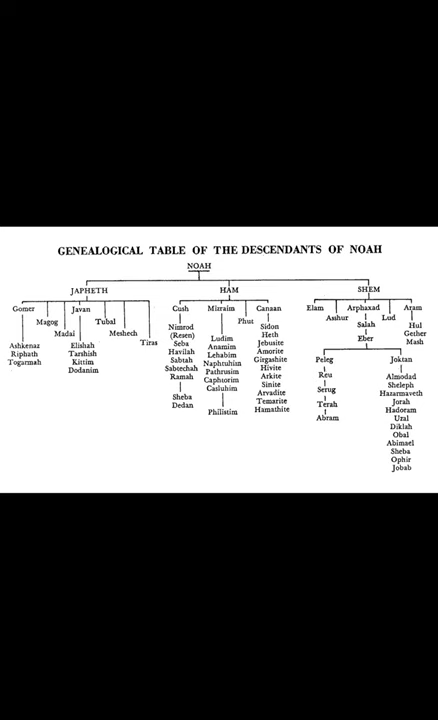 GENEALOGICAL TABLE OF THE DESCENDANTS OF NOAH
NOAH
JAPHETH HAM SHEM
Gomer Javan Cush Mizraim Canaan Elam Arphaxad Aram
Magog Tubal Phut Asshur Lud
Madai Meshech
Tiras
Ashkenaz
Riphath
Togarmah
Elishah
Tarshish
Kittim
Dodanim
Nimrod
(Resen)
Seba
Havilah
Sabtah
Sabtechah
Ramah
Sheba
Dedan
Ludim
Anamim
Lehabim
Naphruhim
Pathrusim
Caphtorim
Casluhim
Philistim
Sidon
Heth
Jebusite
Amorite
Girgashite
Hivite
Arkite
Sinite
Arvadite
Temarite
Hamathite
Salah
Eber
Hul
Gether
Mash
Peleg
Reu
Serug
Terah
Abram
Joktan
Almodad
Sheleph
Hazarmaveth
Jorah
Hadoram
Uzal
Diklah
Obal
Abimael
Sheba
Ophir
Jobab